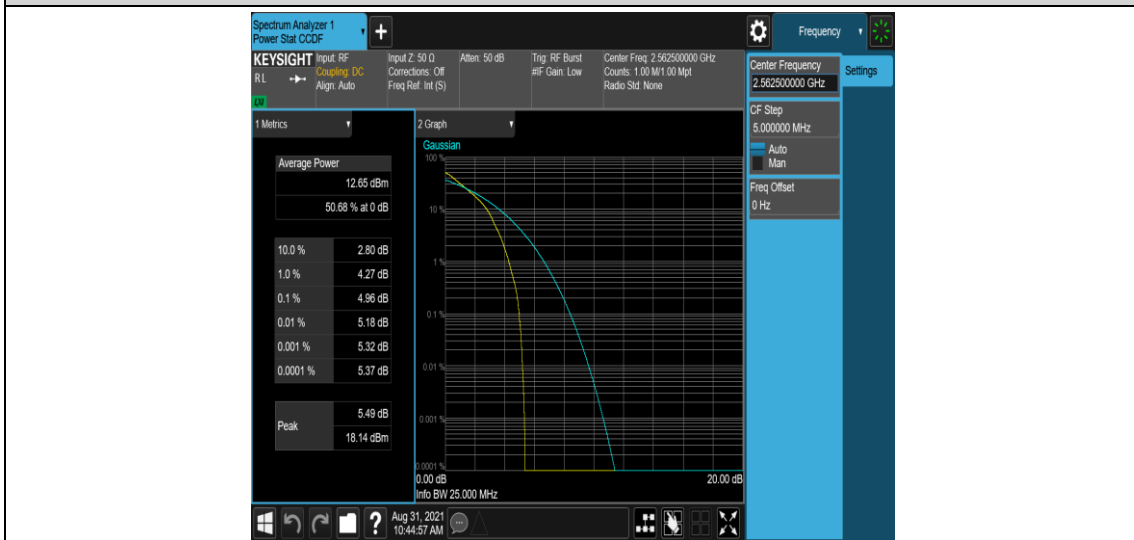 Spectrum Analyzer 1
Power Stat CCDF
+
Frequency
KEYSIGHT
RL
LXI
Input: RF
Coupling: DC
Align: Auto
Input Z: 50 Ω
Corrections: Off
Freq Ref: Int (S)
Atten: 50 dB
Trig: RF Burst
#IF Gain: Low
Center Freq: 2.562500000 GHz
Counts: 1.00 M/1.00 Mpt
Radio Std: None
Center Frequency
2.562500000 GHz
Settings
CF Step
5.000000 MHz
Auto
Man
Freq Offset
0 Hz
1 Metrics
Average Power
12.65 dBm
50.68 % at 0 dB
10.0 % 2.80 dB
1.0 % 4.27 dB
0.1 % 4.96 dB
0.01 % 5.18 dB
0.001 % 5.32 dB
0.0001 % 5.37 dB
Peak
5.49 dB
18.14 dBm
2 Graph
Gaussian
100 %
10 %
1 %
0.1 %
0.01 %
0.001 %
0.0001 %
0.00 dB 20.00 dB
Info BW 25.000 MHz
?
Aug 31, 2021
10:44:57 AM